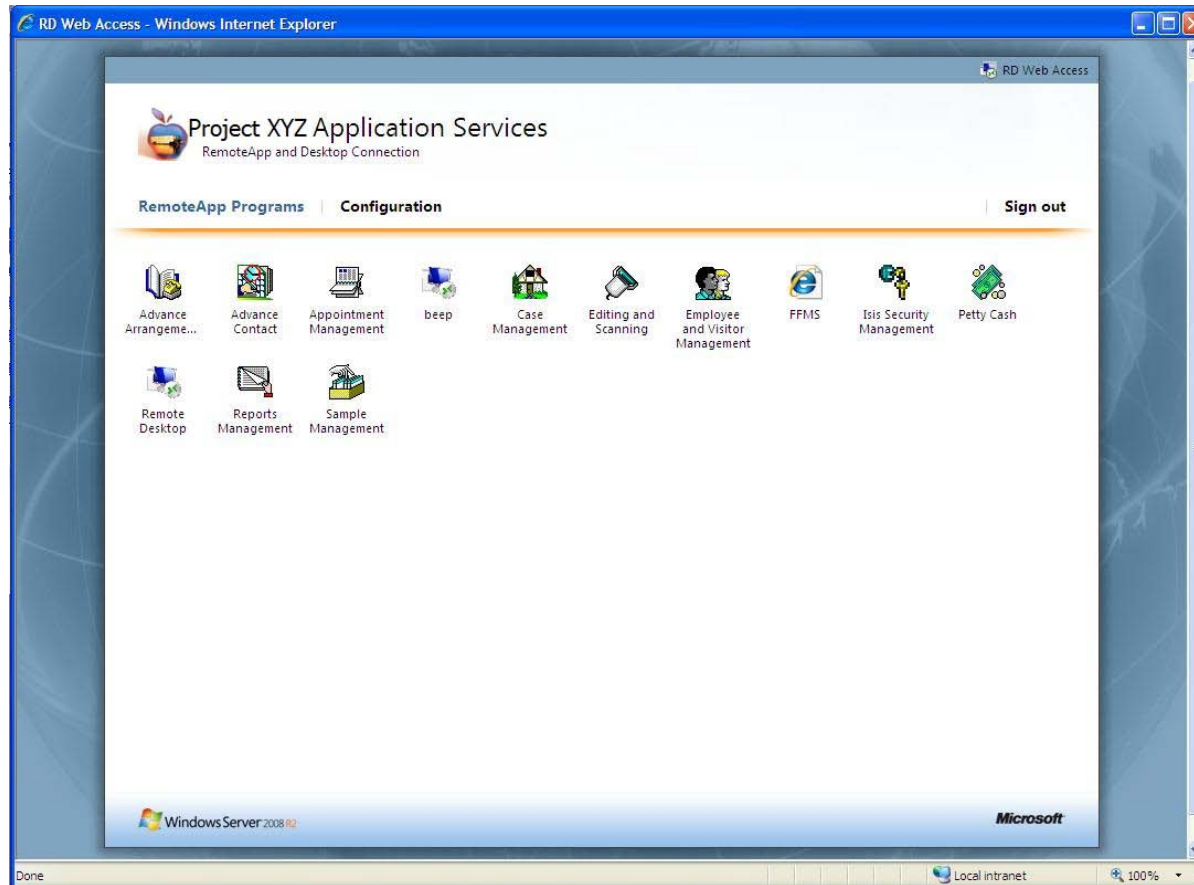 RD Web Access - Windows Internet Explorer
RD Web Access
Project XYZ Application Services
RemoteApp and Desktop Connection
RemoteApp Programs Configuration Sign out
Advance Arrangeme...
Advance Contact
Appointment Management
beep
Case Management
Editing and Scanning
Employee and Visitor Management
FFMS
Isis Security Management
Petty Cash
Remote Desktop
Reports Management
Sample Management
Windows Server 2008 R2
Microsoft
Done
Local intranet
100%